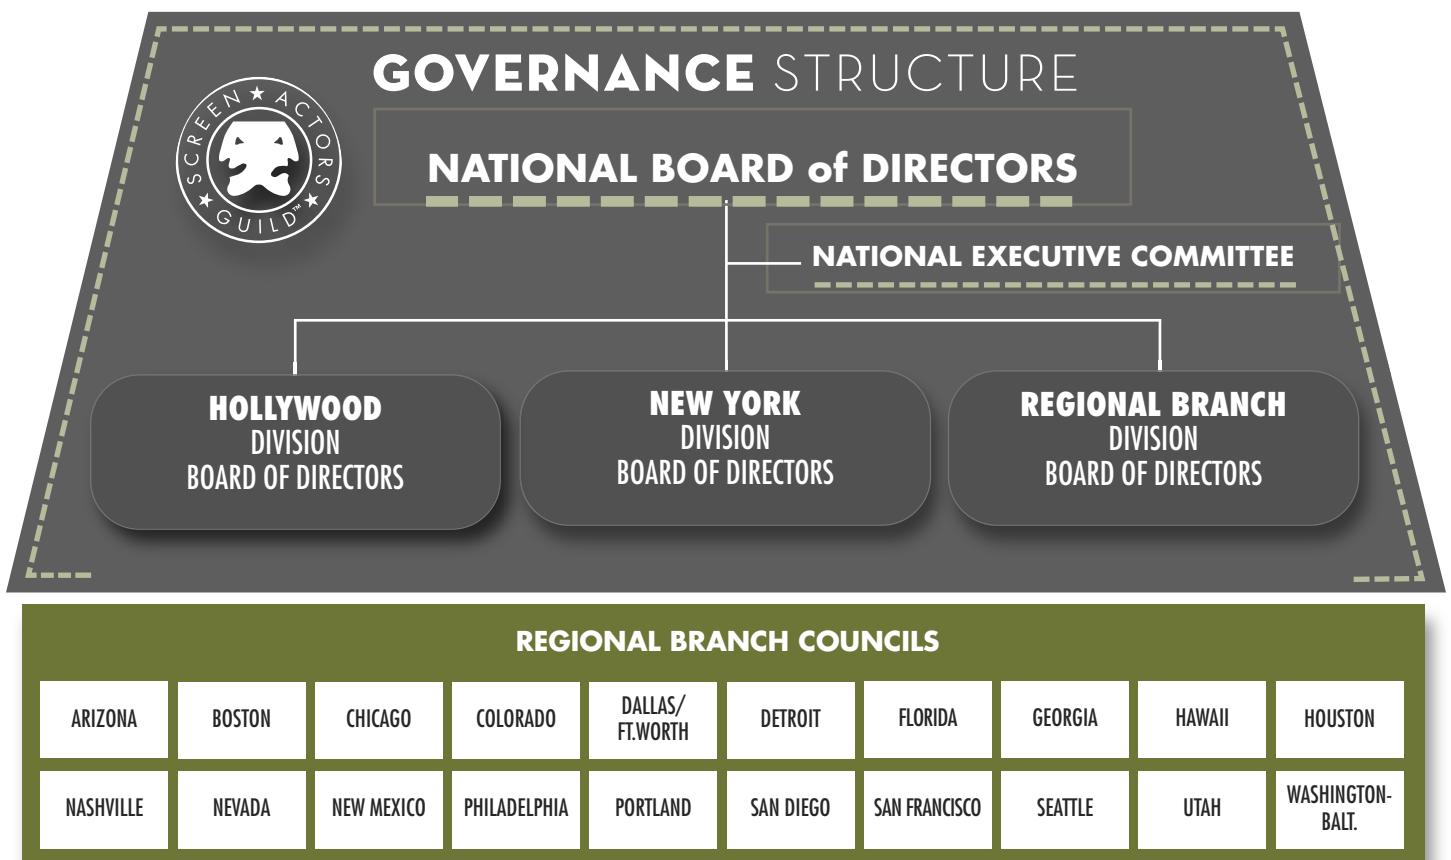 GOVERNANCE STRUCTURE
SCREEN ACTORS GUILD™
NATIONAL BOARD of DIRECTORS
NATIONAL EXECUTIVE COMMITTEE
HOLLYWOOD
DIVISION
BOARD OF DIRECTORS
NEW YORK
DIVISION
BOARD OF DIRECTORS
REGIONAL BRANCH
DIVISION
BOARD OF DIRECTORS
REGIONAL BRANCH COUNCILS
ARIZONA
BOSTON
CHICAGO
COLORADO
DALLAS/
FT.WORTH
DETROIT
FLORIDA
GEORGIA
HAWAII
HOUSTON
NASHVILLE
NEVADA
NEW MEXICO
PHILADELPHIA
PORTLAND
SAN DIEGO
SAN FRANCISCO
SEATTLE
UTAH
WASHINGTON-
BALT.